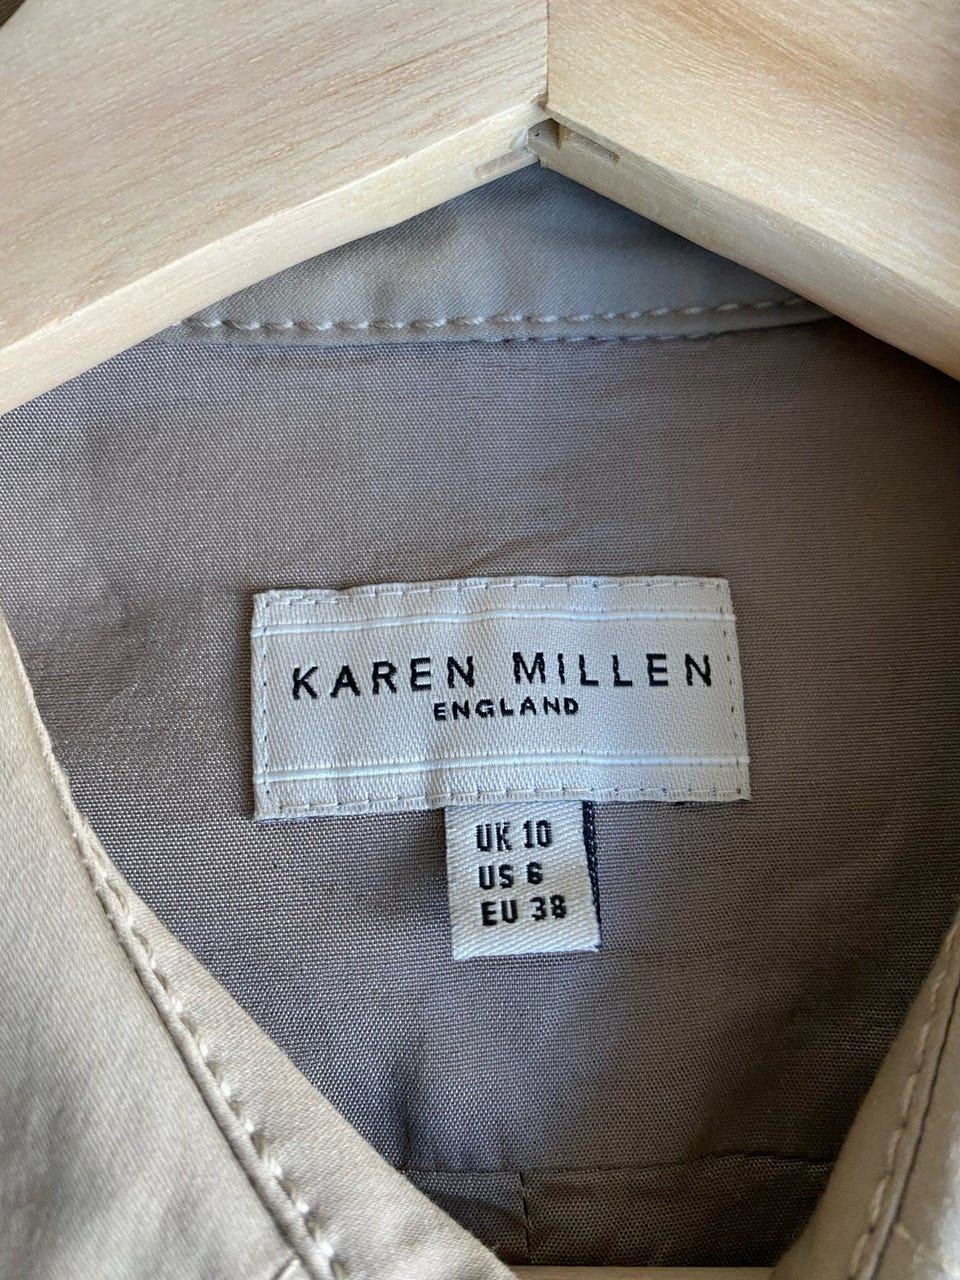 KAREN MILLEN
ENGLAND
UK 10
US 6
EU 38